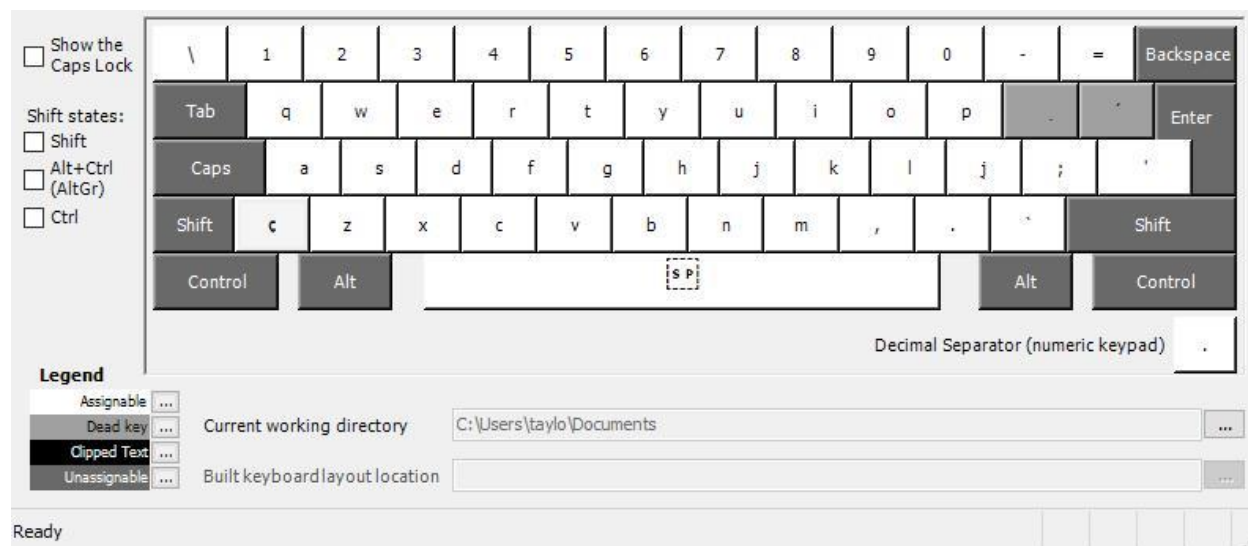 Show the
Caps Lock
\ 1 2 3 4 5 6 7 8 9 0 - = Backspace
Shift states:
Tab q w e r t y u i o p . ´ Enter
Shift
Alt+Ctrl
(AltGr)
Caps a s d f g h j k l j ; '
Ctrl
Shift ¢ z x c v b n m , . ` Shift
Control Alt SP Alt Control
Decimal Separator (numeric keypad) .
Legend
Assignable ...
Dead key ... Current working directory C:\Users\taylo\Documents ...
Clipped Text ...
Unassignable ... Built keyboard layout location ...
Ready